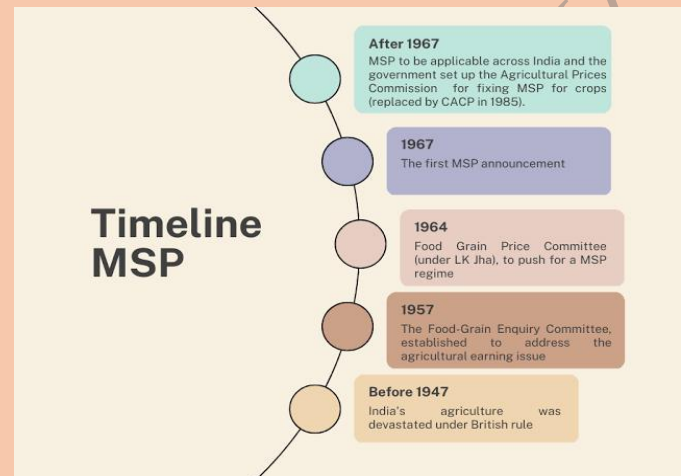 After 1967
MSP to be applicable across India and the
government set up the Agricultural Prices
Commission for fixing MSP for crops
(replaced by CACP in 1985).
1967
The first MSP announcement
Timeline
MSP
1964
Food Grain Price Committee
(under LK Jha), to push for a MSP
regime
1957
The Food-Grain Enquiry Committee,
established to address the
agricultural earning issue
Before 1947
India's agriculture was
devastated under British rule